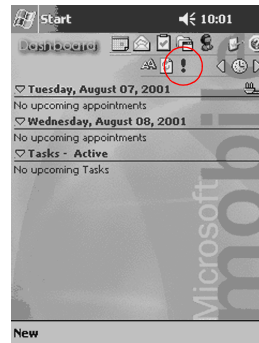 Start 10:01
Dashboard
Tuesday, August 07, 2001
No upcoming appointments
Wednesday, August 08, 2001
No upcoming appointments
Tasks - Active
No upcoming Tasks
Microsoft
mobil
New